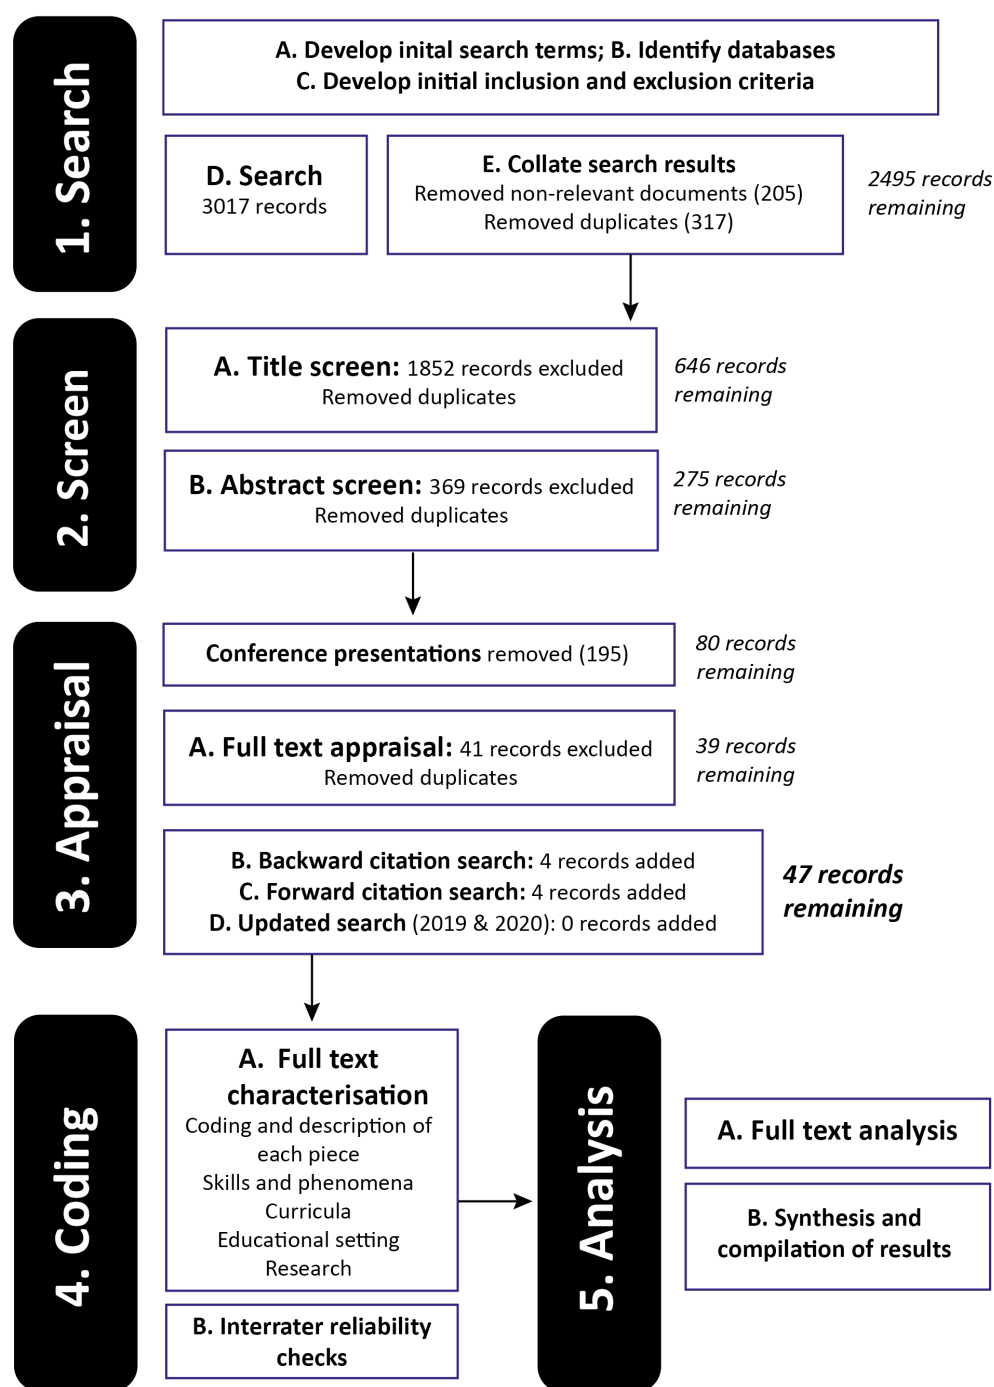 1. Search
A. Develop inital search terms; B. Identify databases
C. Develop initial inclusion and exclusion criteria
D. Search
3017 records
E. Collate search results
Removed non-relevant documents (205)
Removed duplicates (317)
2495 records
remaining
2. Screen
A. Title screen: 1852 records excluded
Removed duplicates
646 records
remaining
B. Abstract screen: 369 records excluded
Removed duplicates
275 records
remaining
3. Appraisal
Conference presentations removed (195)
80 records
remaining
A. Full text appraisal: 41 records excluded
Removed duplicates
39 records
remaining
B. Backward citation search: 4 records added
C. Forward citation search: 4 records added
D. Updated search (2019 & 2020): 0 records added
47 records
remaining
4. Coding
A. Full text
characterisation
Coding and description of
each piece
Skills and phenomena
Curricula
Educational setting
Research
B. Interrater reliability
checks
5. Analysis
A. Full text analysis
B. Synthesis and
compilation of results